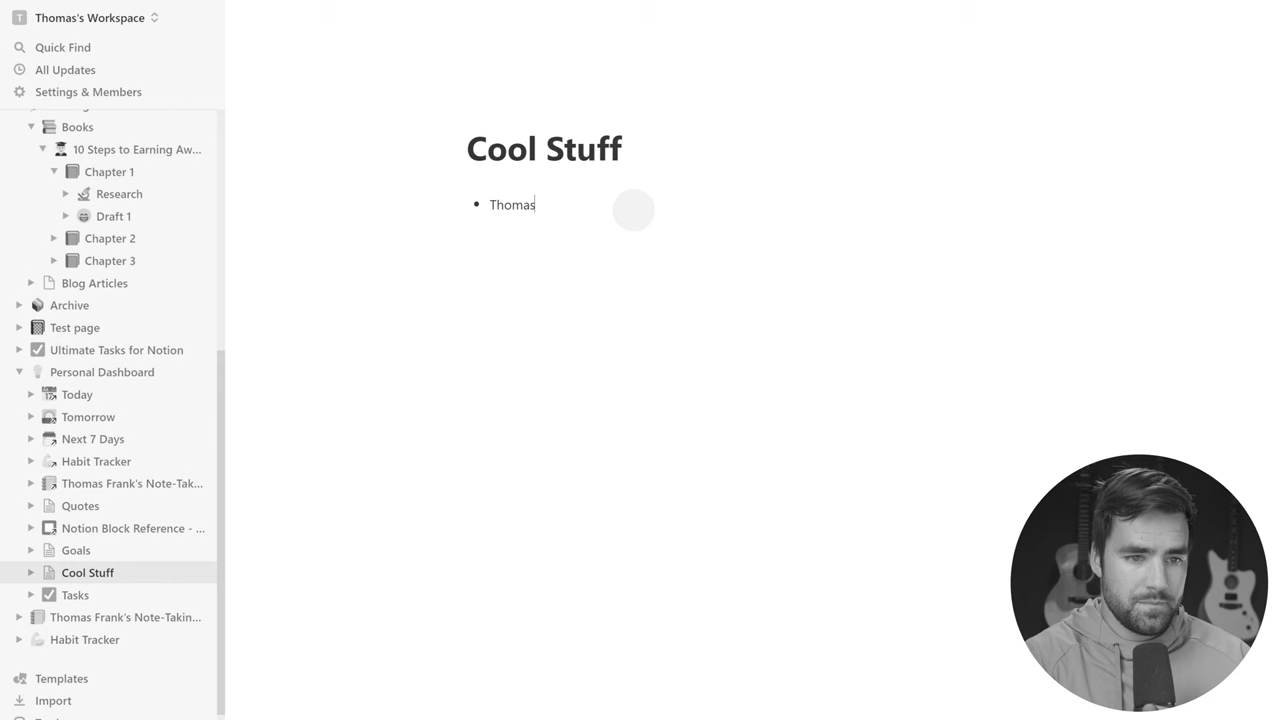 T Thomas's Workspace
Quick Find
All Updates
Settings & Members
Books
10 Steps to Earning Aw...
Chapter 1
Research
Draft 1
Chapter 2
Chapter 3
Blog Articles
Archive
Test page
Ultimate Tasks for Notion
Personal Dashboard
Today
Tomorrow
Next 7 Days
Habit Tracker
Thomas Frank's Note-Tak...
Quotes
Notion Block Reference - ...
Goals
Cool Stuff
Tasks
Thomas Frank's Note-Takin...
Habit Tracker
Templates
Import
Cool Stuff
• Thomas